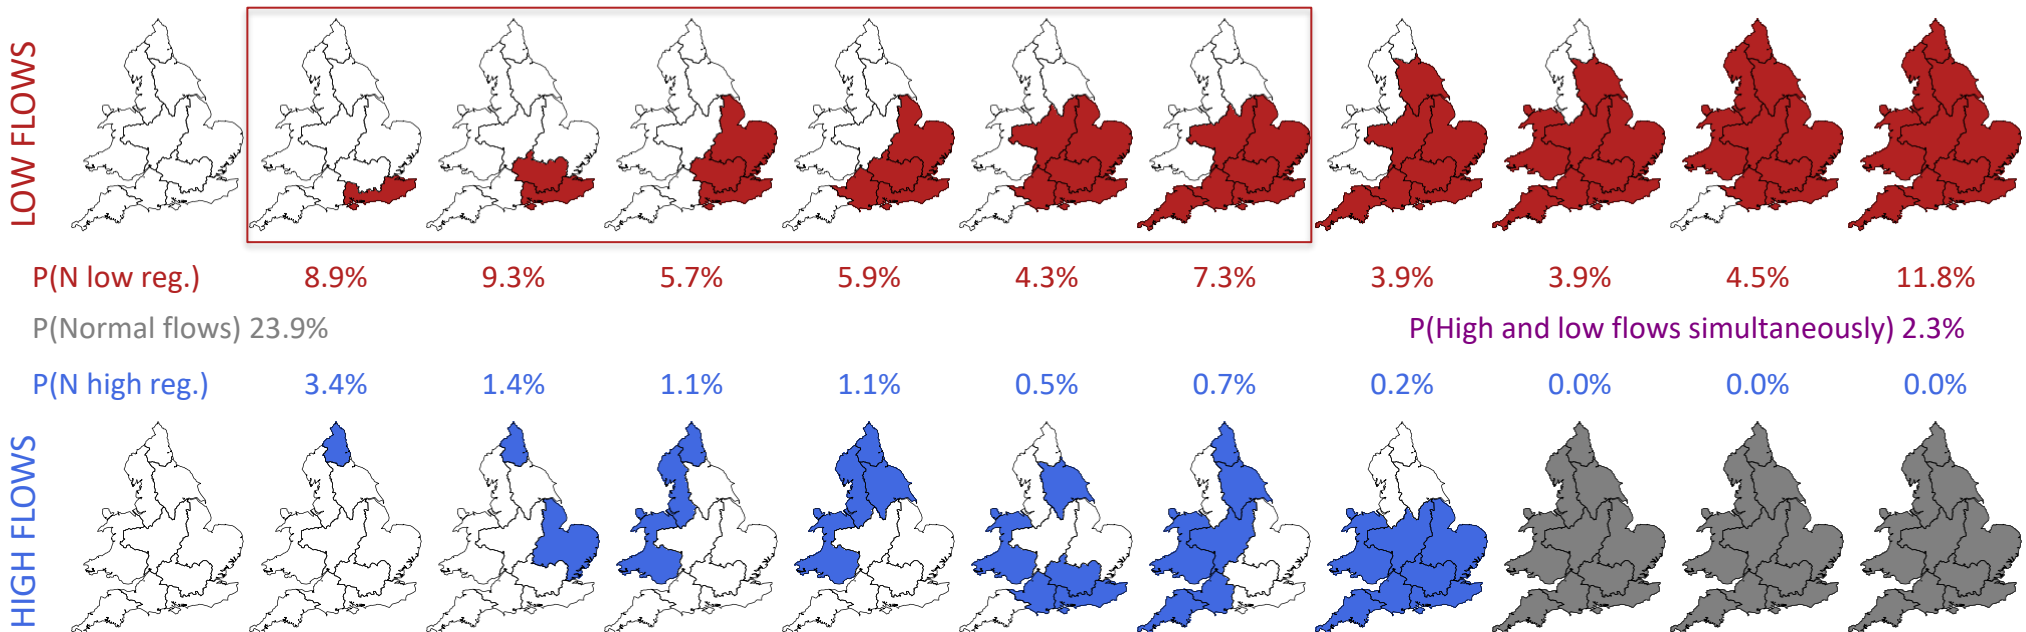 LOW FLOWS
P(N low reg.) 8.9% 9.3% 5.7% 5.9% 4.3% 7.3% 3.9% 3.9% 4.5% 11.8%
P(Normal flows) 23.9% P(High and low flows simultaneously) 2.3%
P(N high reg.) 3.4% 1.4% 1.1% 1.1% 0.5% 0.7% 0.2% 0.0% 0.0% 0.0%
HIGH FLOWS